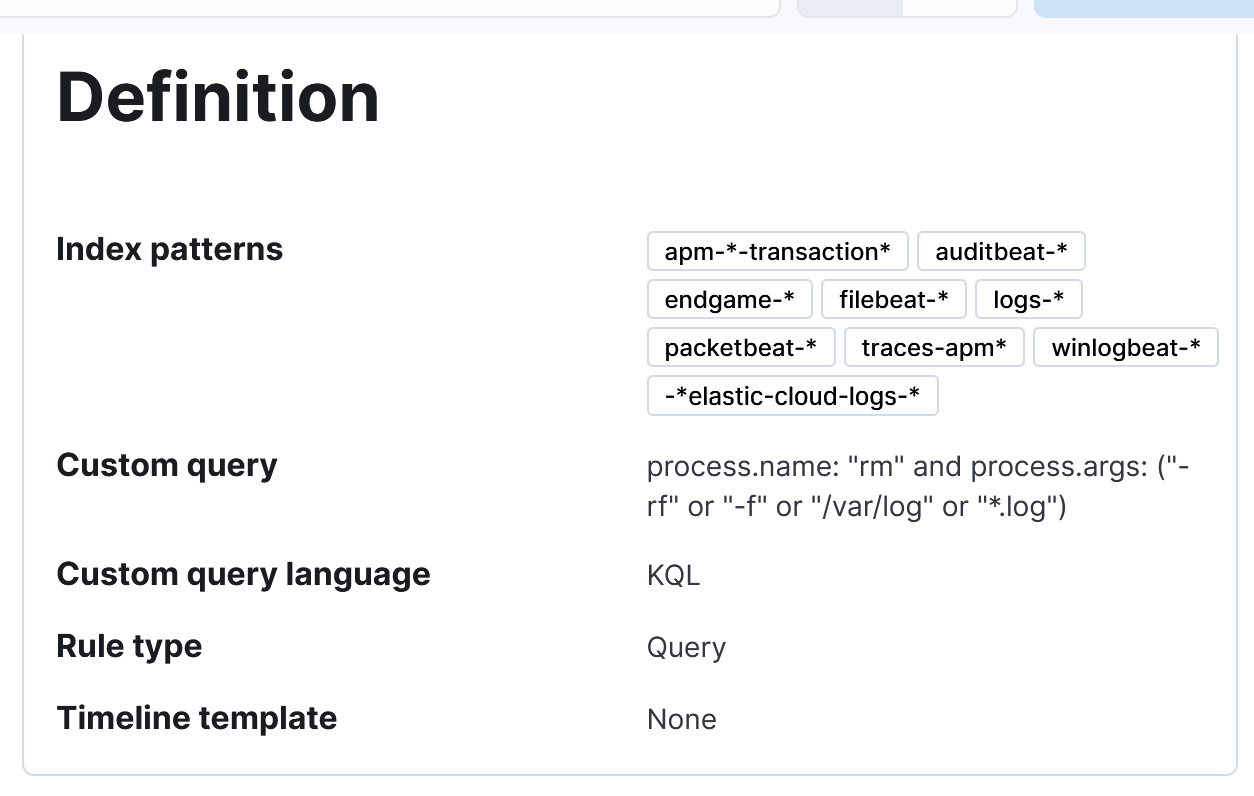 Definition
Index patterns
apm-*-transaction* auditbeat-*
endgame-* filebeat-* logs-*
packetbeat-* traces-apm* winlogbeat-*
-*elastic-cloud-logs-*
Custom query
process.name: "rm" and process.args: ("-
rf" or "-f" or "/var/log" or "*.log")
Custom query language
KQL
Rule type
Query
Timeline template
None